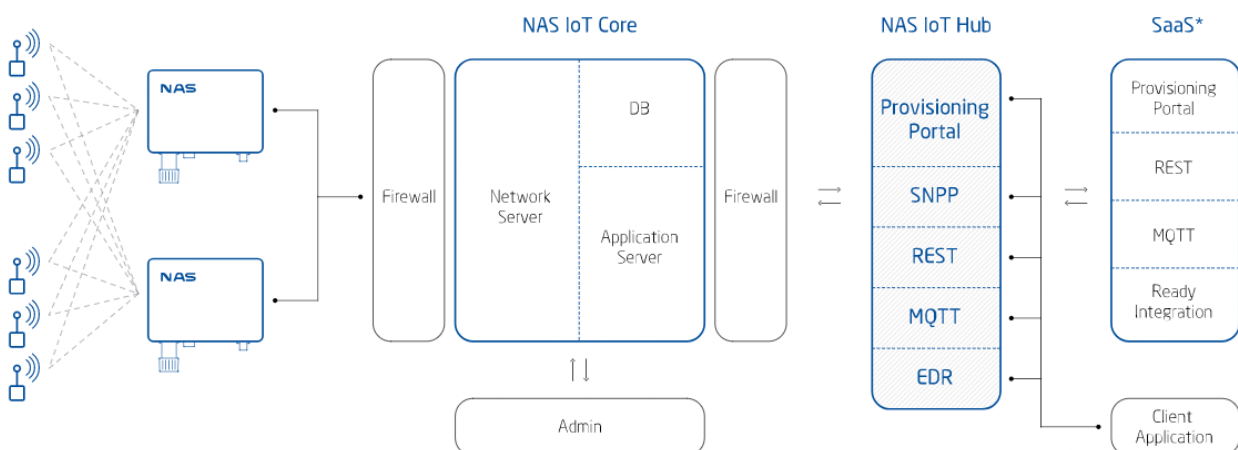 NAS IoT Core
NAS IoT Hub
SaaS*
NAS
NAS
Firewall
Network
Server
DB
Application
Server
Firewall
Admin
Provisioning
Portal
SNPP
REST
MQTT
EDR
Provisioning
Portal
REST
MQTT
Ready
Integration
Client
Application